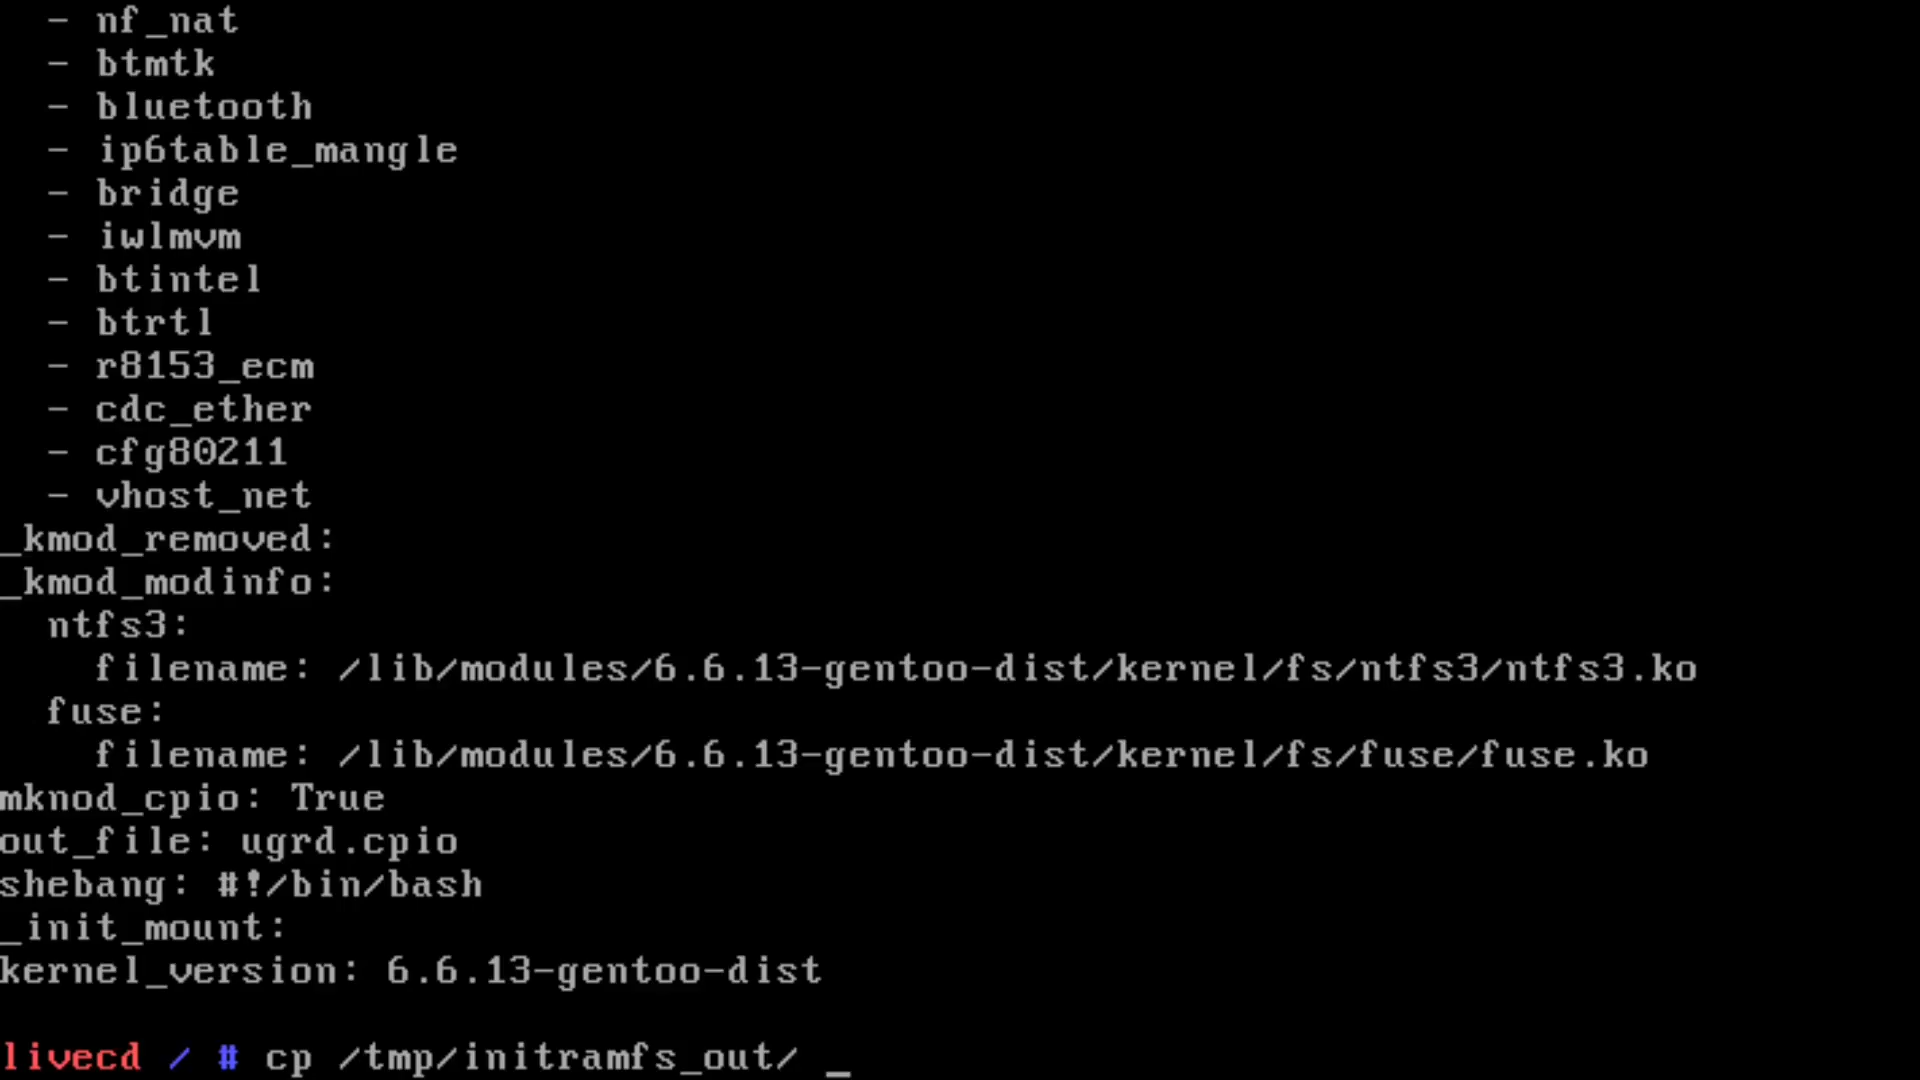 - nf_nat
- btmtk
- bluetooth
- ip6table_mangle
- bridge
- iwlmvm
- btintel
- btrtl
- r8153_ecm
- cdc_ether
- cfg80211
- vhost_net
_kmod_removed:
_kmod_modinfo:
ntfs3:
filename: /lib/modules/6.6.13-gentoo-dist/kernel/fs/ntfs3/ntfs3.ko
fuse:
filename: /lib/modules/6.6.13-gentoo-dist/kernel/fs/fuse/fuse.ko
mknod_cpio: True
out_file: ugrd.cpio
shebang: #!/bin/bash
_init_mount:
kernel_version: 6.6.13-gentoo-dist
livecd / # cp /tmp/initramfs_out/ _